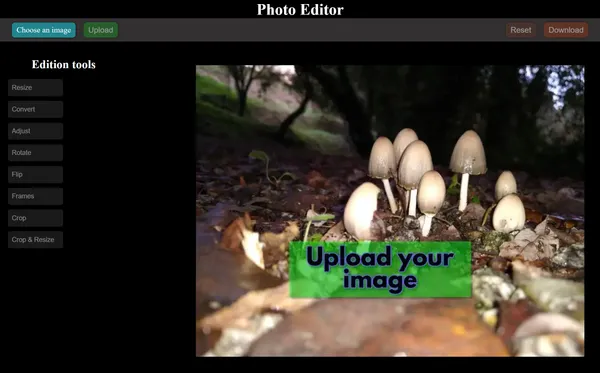 Photo Editor
Choose an image
Upload
Reset
Download
Edition tools
Resize
Convert
Adjust
Rotate
Flip
Frames
Crop
Crop & Resize
Upload your
image